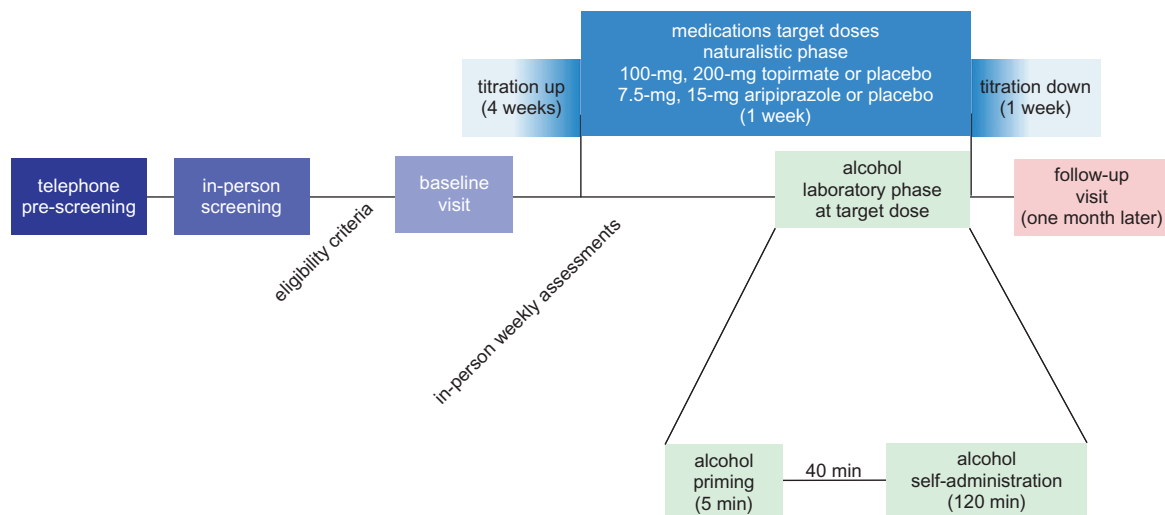 medications target doses
naturalistic phase
100-mg, 200-mg topirmate or placebo
7.5-mg, 15-mg aripiprazole or placebo
(1 week)
titration up
(4 weeks)
titration down
(1 week)
telephone
pre-screening
in-person
screening
eligibility criteria
baseline
visit
in-person weekly assessments
alcohol
laboratory phase
at target dose
follow-up
visit
(one month later)
alcohol
priming
(5 min)
40 min
alcohol
self-administration
(120 min)